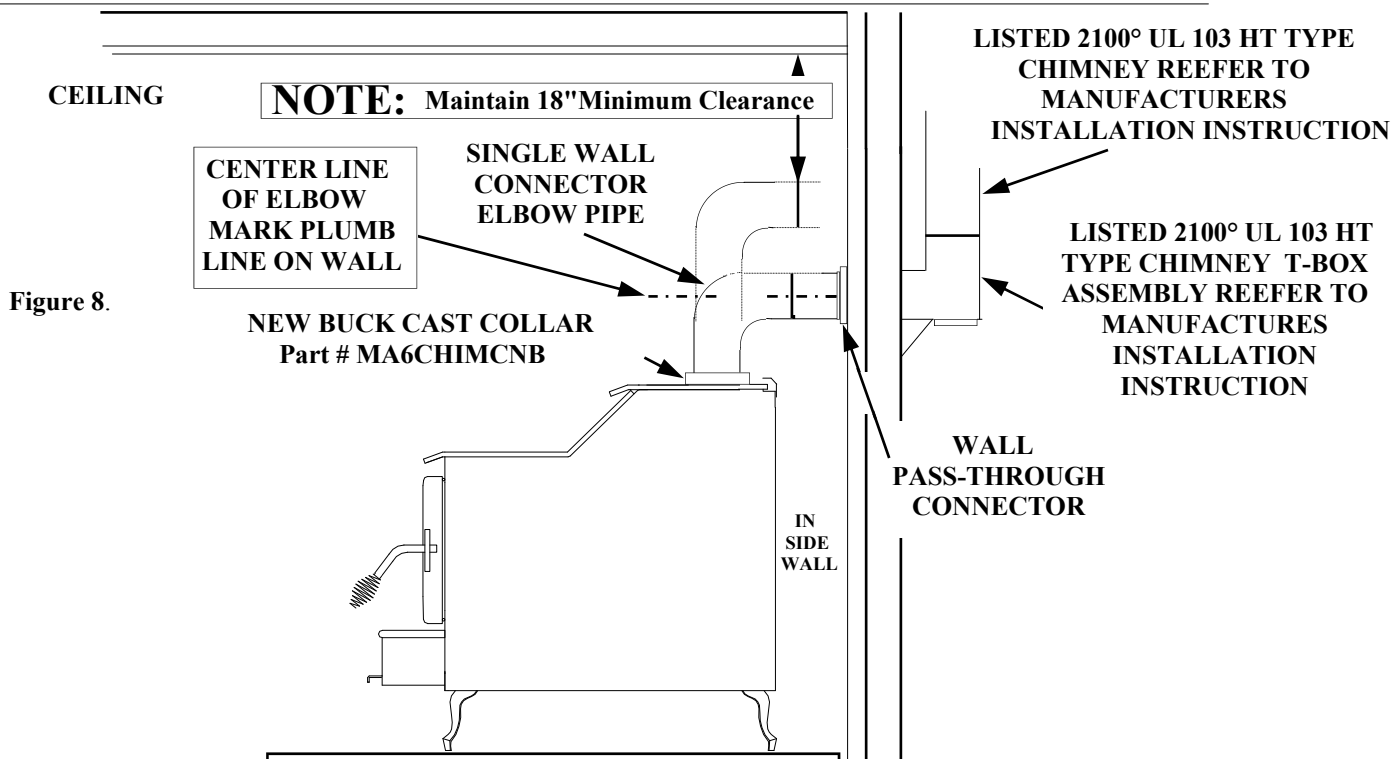 CEILING
NOTE: Maintain 18"Minimum Clearance
LISTED 2100° UL 103 HT TYPE
CHIMNEY REEFER TO
MANUFACTURERS
INSTALLATION INSTRUCTION
CENTER LINE
OF ELBOW
MARK PLUMB
LINE ON WALL
SINGLE WALL
CONNECTOR
ELBOW PIPE
LISTED 2100° UL 103 HT
TYPE CHIMNEY T-BOX
ASSEMBLY REEFER TO
MANUFACTURES
INSTALLATION
INSTRUCTION
Figure 8.
NEW BUCK CAST COLLAR
Part # MA6CHIMCNB
WALL
PASS-THROUGH
CONNECTOR
IN
SIDE
WALL